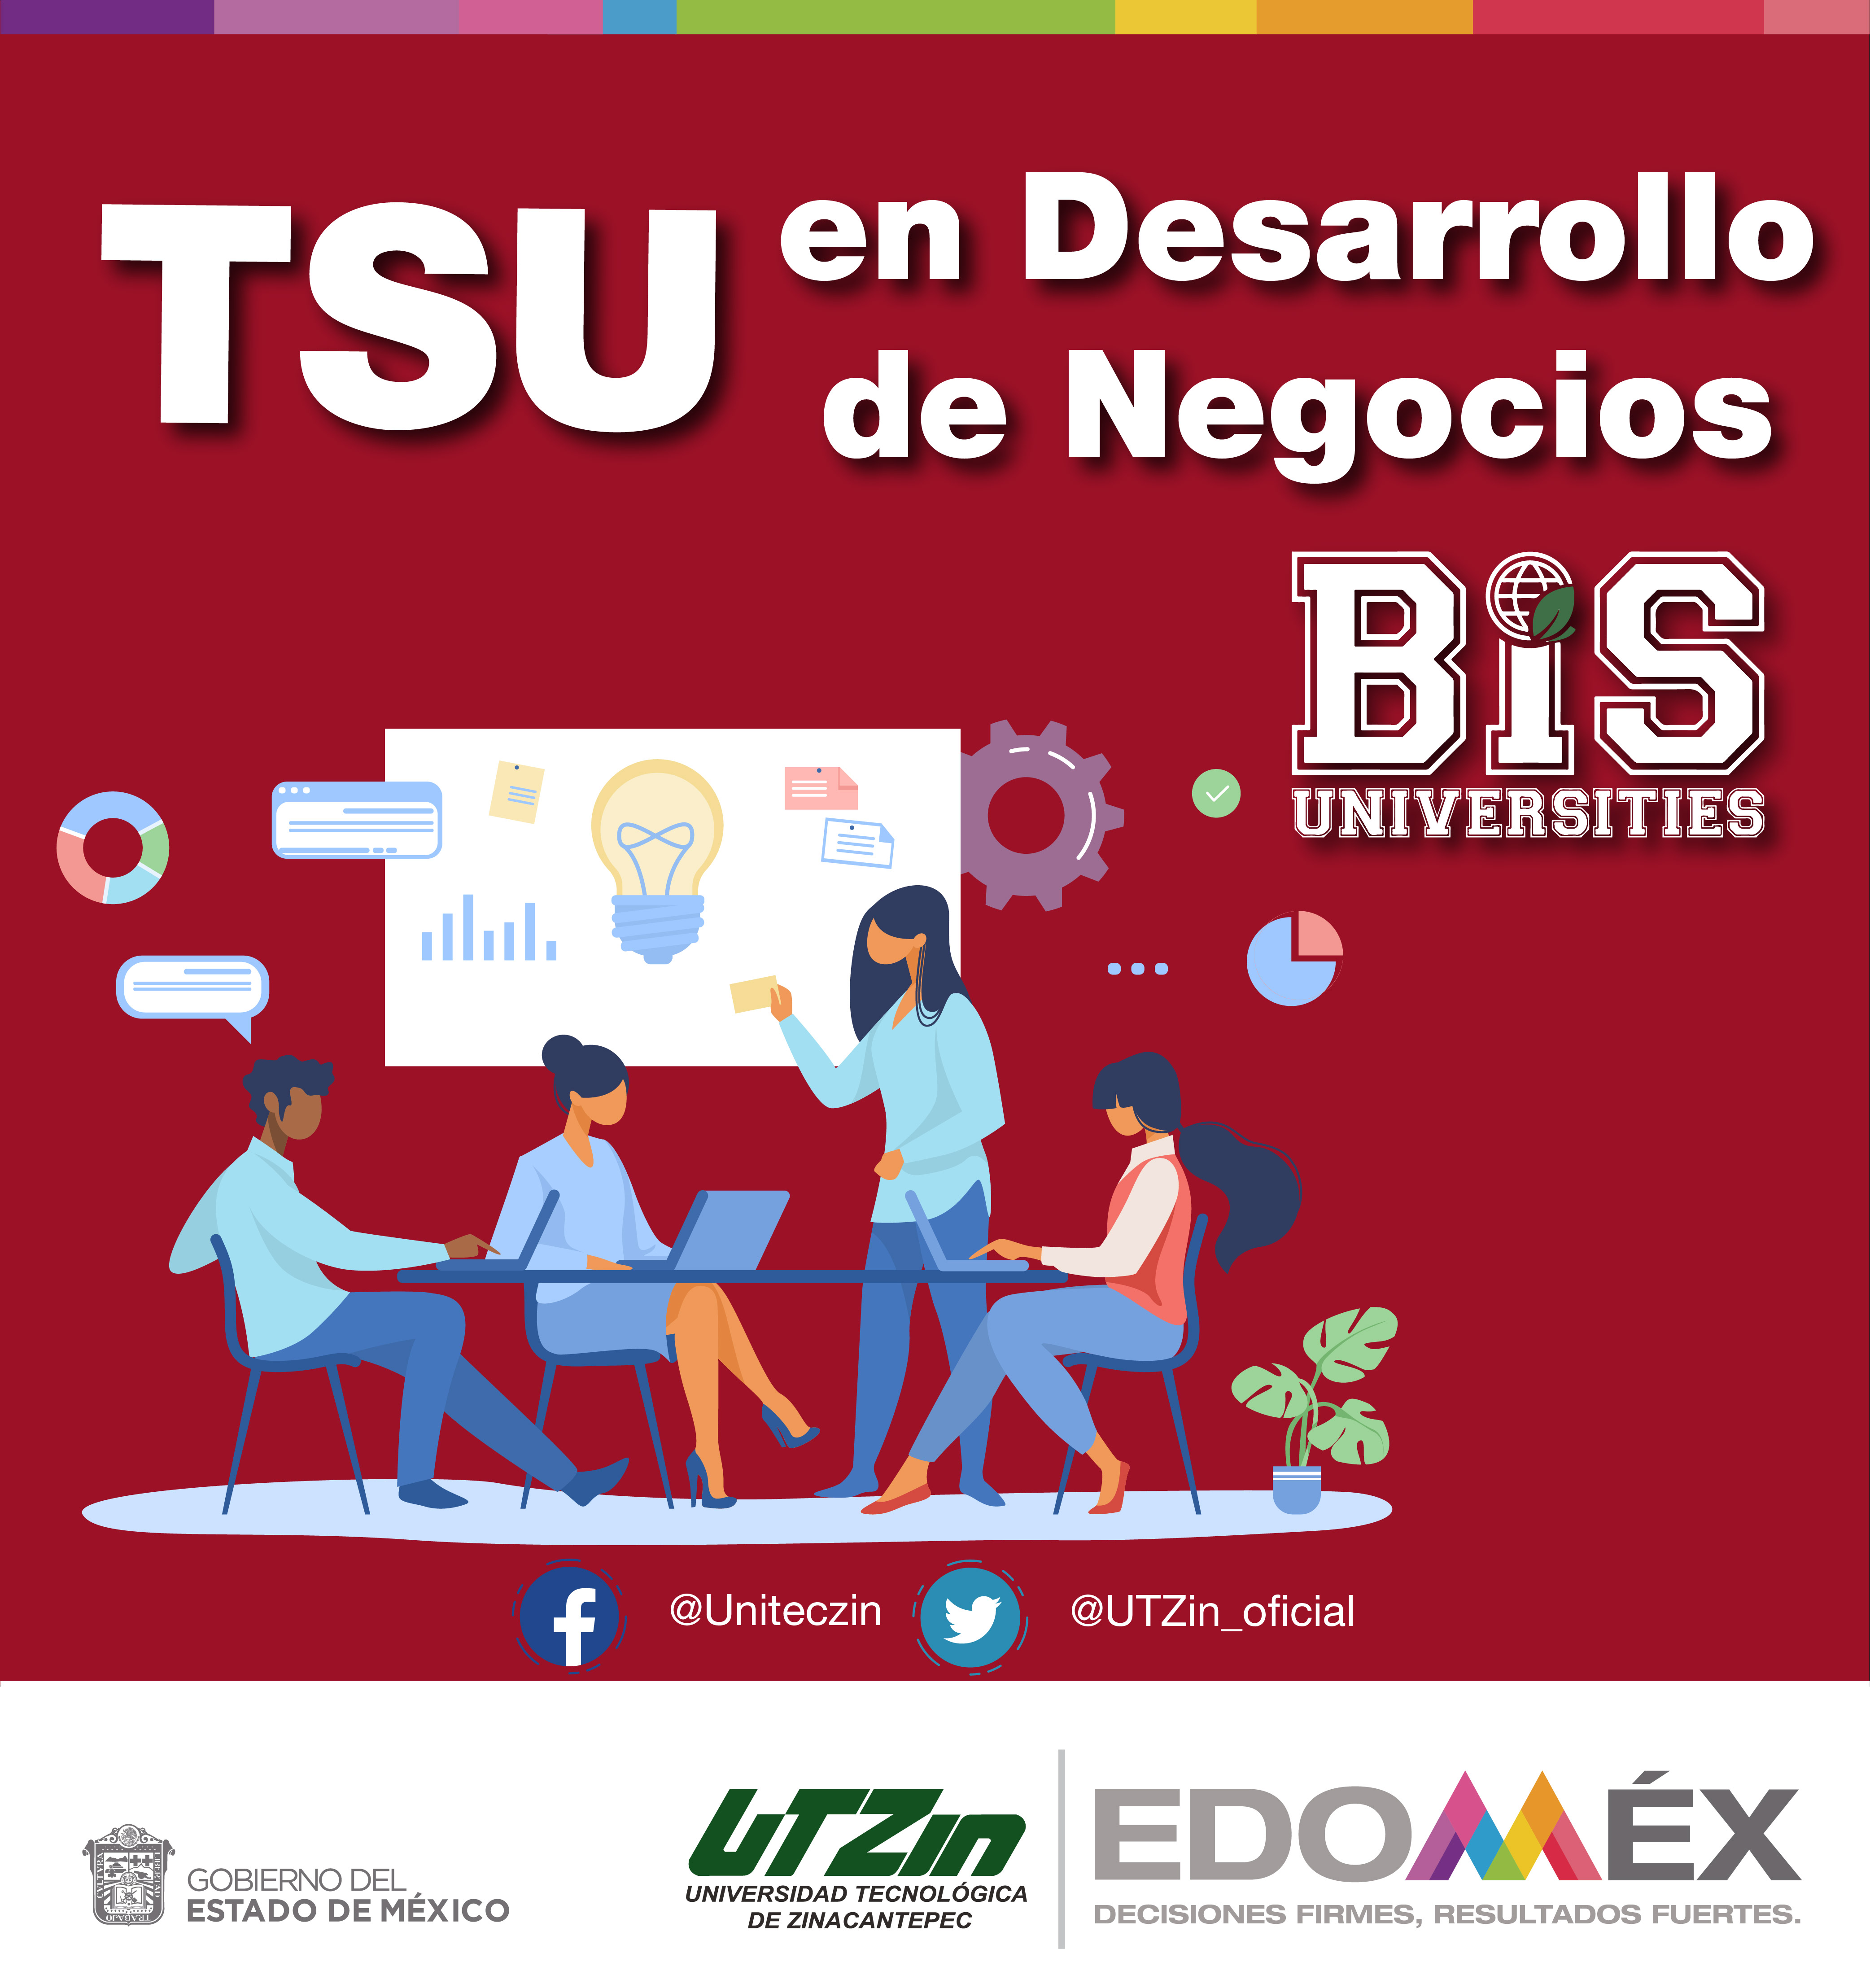 TSU
en Desarrollo
de Negocios
BiS
UNIVERSITIES
@Uniteczin
@UTZin_oficial
GOBIERNO DEL
ESTADO DE MÉXICO
UTZin
UNIVERSIDAD TECNOLÓGICA
DE ZINACANTEPEC
EDOMÉX
DECISIONES FIRMES, RESULTADOS FUERTES.